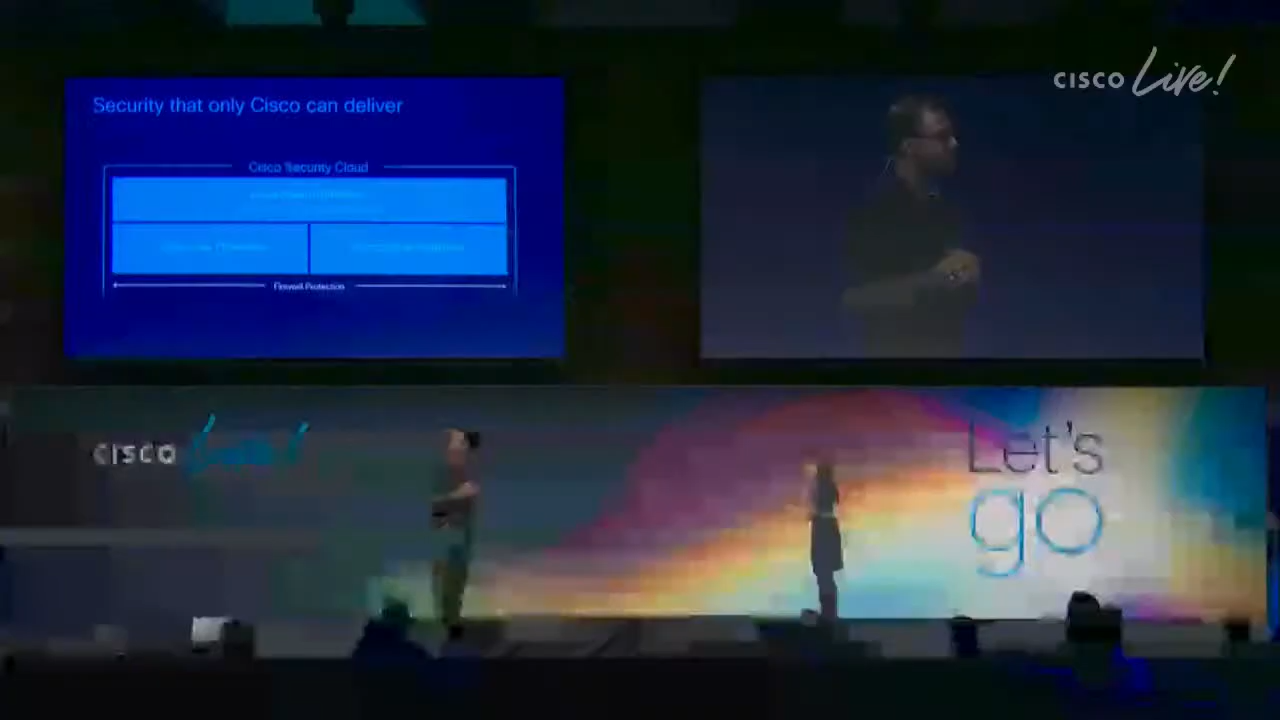 CISCO Live!
Security that only Cisco can deliver
Cisco Security Cloud
Firewall Protection
CISCO
Let's
go